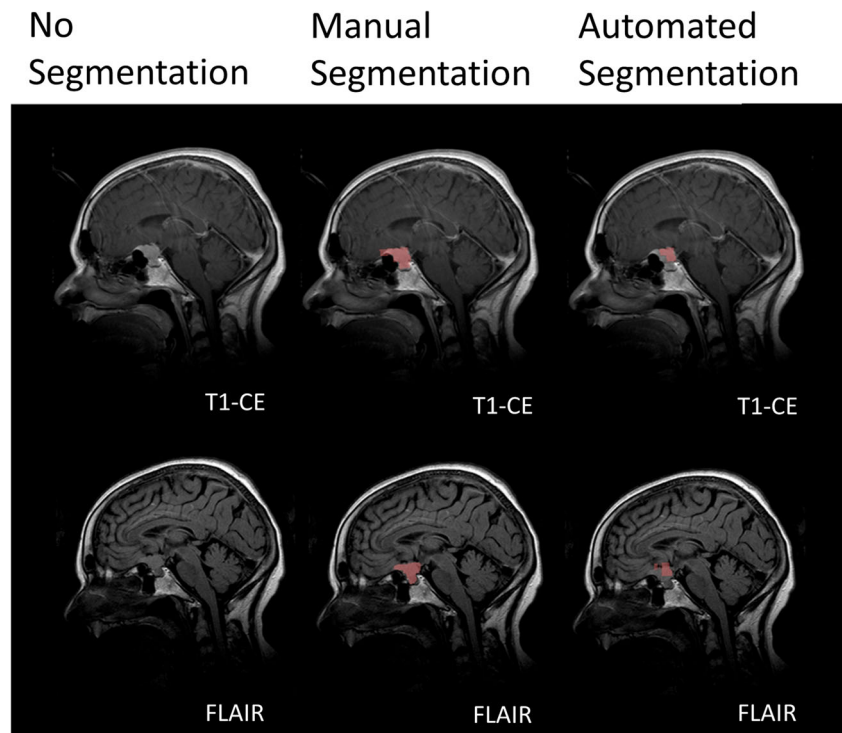 No
Segmentation
Manual
Segmentation
Automated
Segmentation
T1-CE
T1-CE
T1-CE
FLAIR
FLAIR
FLAIR